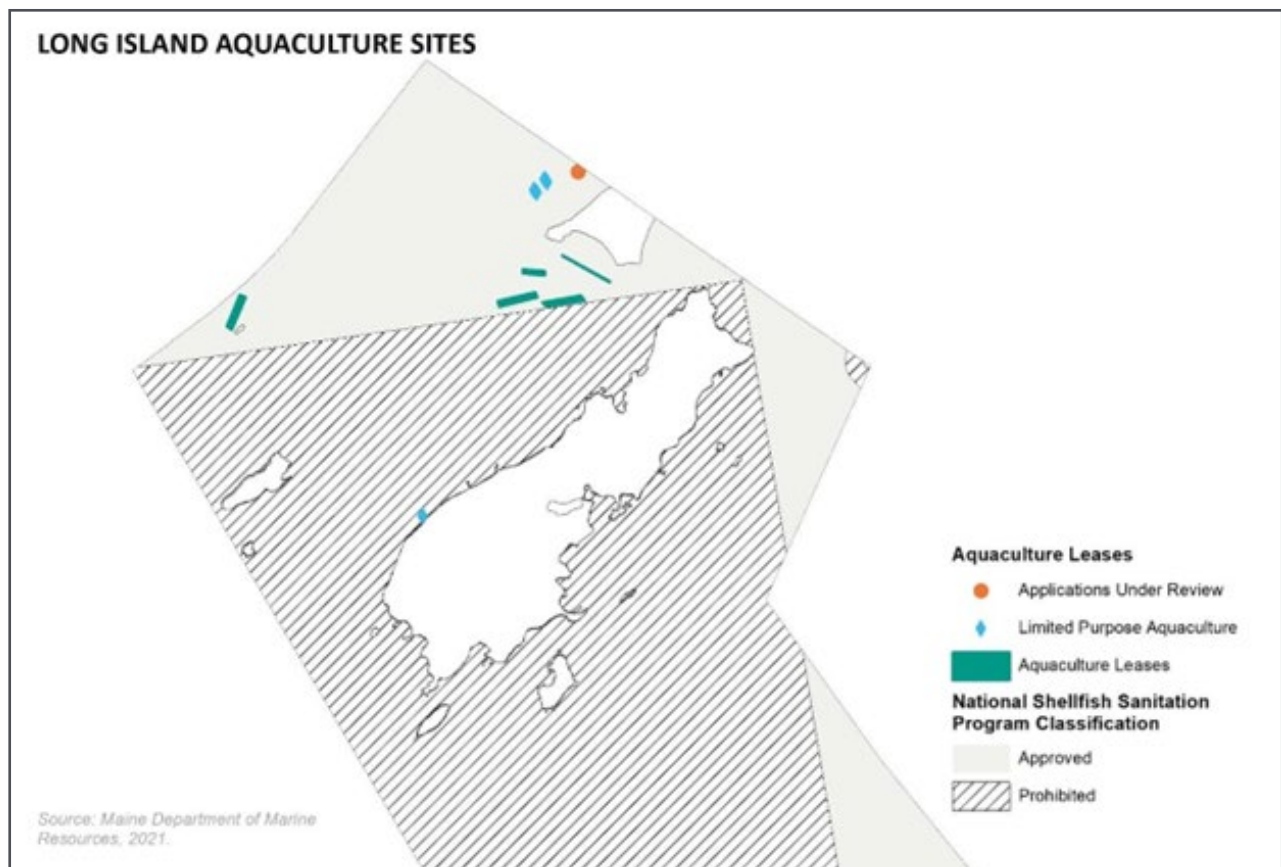 LONG ISLAND AQUACULTURE SITES
Aquaculture Leases
Applications Under Review
Limited Purpose Aquaculture
Aquaculture Leases
National Shellfish Sanitation
Program Classification
Approved
Prohibited
Source: Maine Department of Marine
Resources, 2021.